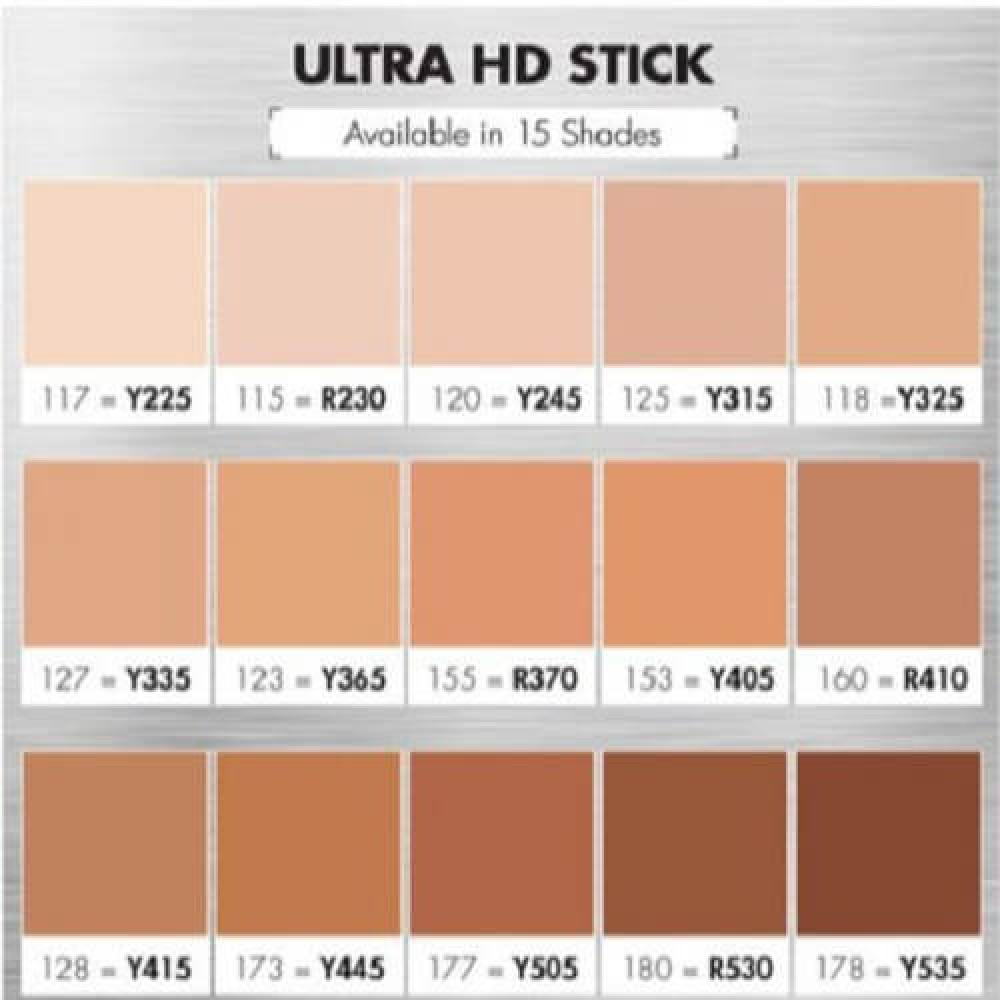 ULTRA HD STICK
Available in 15 Shades
117 = Y225 115 = R230 120 = Y245 125 = Y315 118 =Y325
127 = Y335 123 = Y365 155 = R370 153 = Y405 160 = R410
128 = Y415 173 = Y445 177 = Y505 180 = R530 178 = Y535